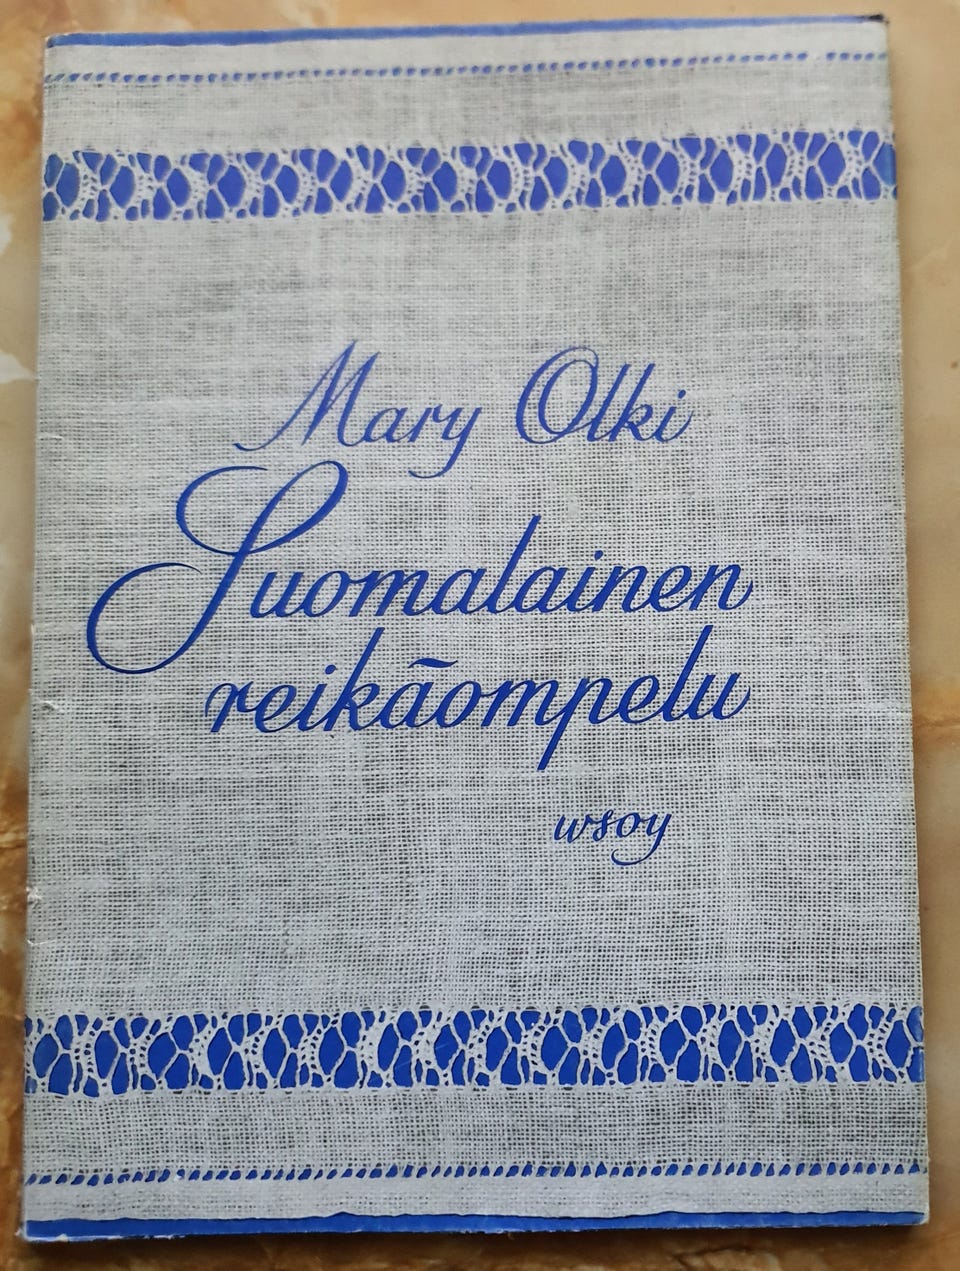 Mary Olki
Suomalainen
reikäompelu
wsoy